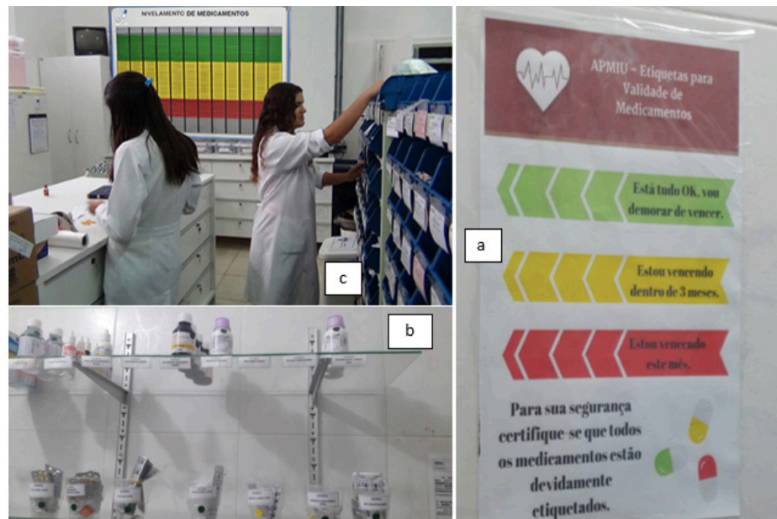 NIVELAMENTO DE MEDICAMENTOS
c
b
a
APMIU - Etiquetas para
Validade de
Medicamentos
Está tudo OK, vou
demorar de vencer.
Estou vencendo
dentro de 3 meses.
Estou vencendo
este mês.
Para sua segurança
certifique-se que todos
os medicamentos estão
devidamente
etiquetados.